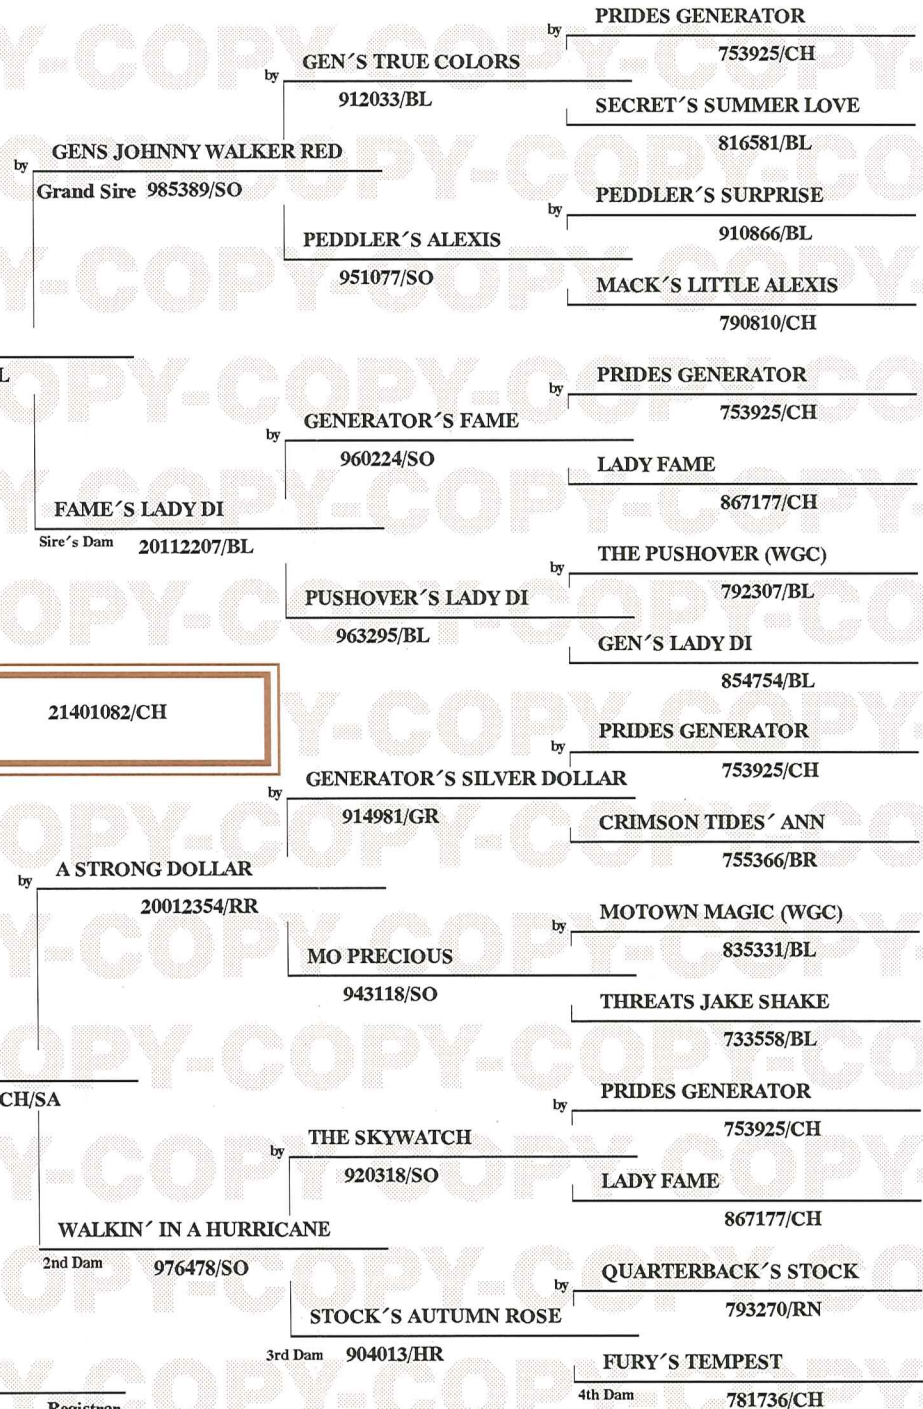 PRIDES GENERATOR
by
753925/CH
GEN´S TRUE COLORS
by
912033/BL
SECRET´S SUMMER LOVE
816581/BL
GENS JOHNNY WALKER RED
by
Grand Sire 985389/SO
PEDDLER´S SURPRISE
by
910866/BL
PEDDLER´S ALEXIS
951077/SO
MACK´S LITTLE ALEXIS
790810/CH
L
PRIDES GENERATOR
by
753925/CH
GENERATOR´S FAME
by
960224/SO
LADY FAME
867177/CH
FAME´S LADY DI
Sire´s Dam 20112207/BL
THE PUSHOVER (WGC)
by
792307/BL
PUSHOVER´S LADY DI
963295/BL
GEN´S LADY DI
854754/BL
21401082/CH
PRIDES GENERATOR
by
753925/CH
GENERATOR´S SILVER DOLLAR
by
914981/GR
CRIMSON TIDES´ ANN
755366/BR
A STRONG DOLLAR
by
20012354/RR
MOTOWN MAGIC (WGC)
by
835331/BL
MO PRECIOUS
943118/SO
THREATS JAKE SHAKE
733558/BL
CH/SA
PRIDES GENERATOR
by
753925/CH
THE SKYWATCH
by
920318/SO
LADY FAME
867177/CH
WALKIN´ IN A HURRICANE
2nd Dam 976478/SO
QUARTERBACK´S STOCK
by
793270/RN
STOCK´S AUTUMN ROSE
3rd Dam 904013/HR
FURY´S TEMPEST
4th Dam 781736/CH
Registrar
COPY-COPY-COPY